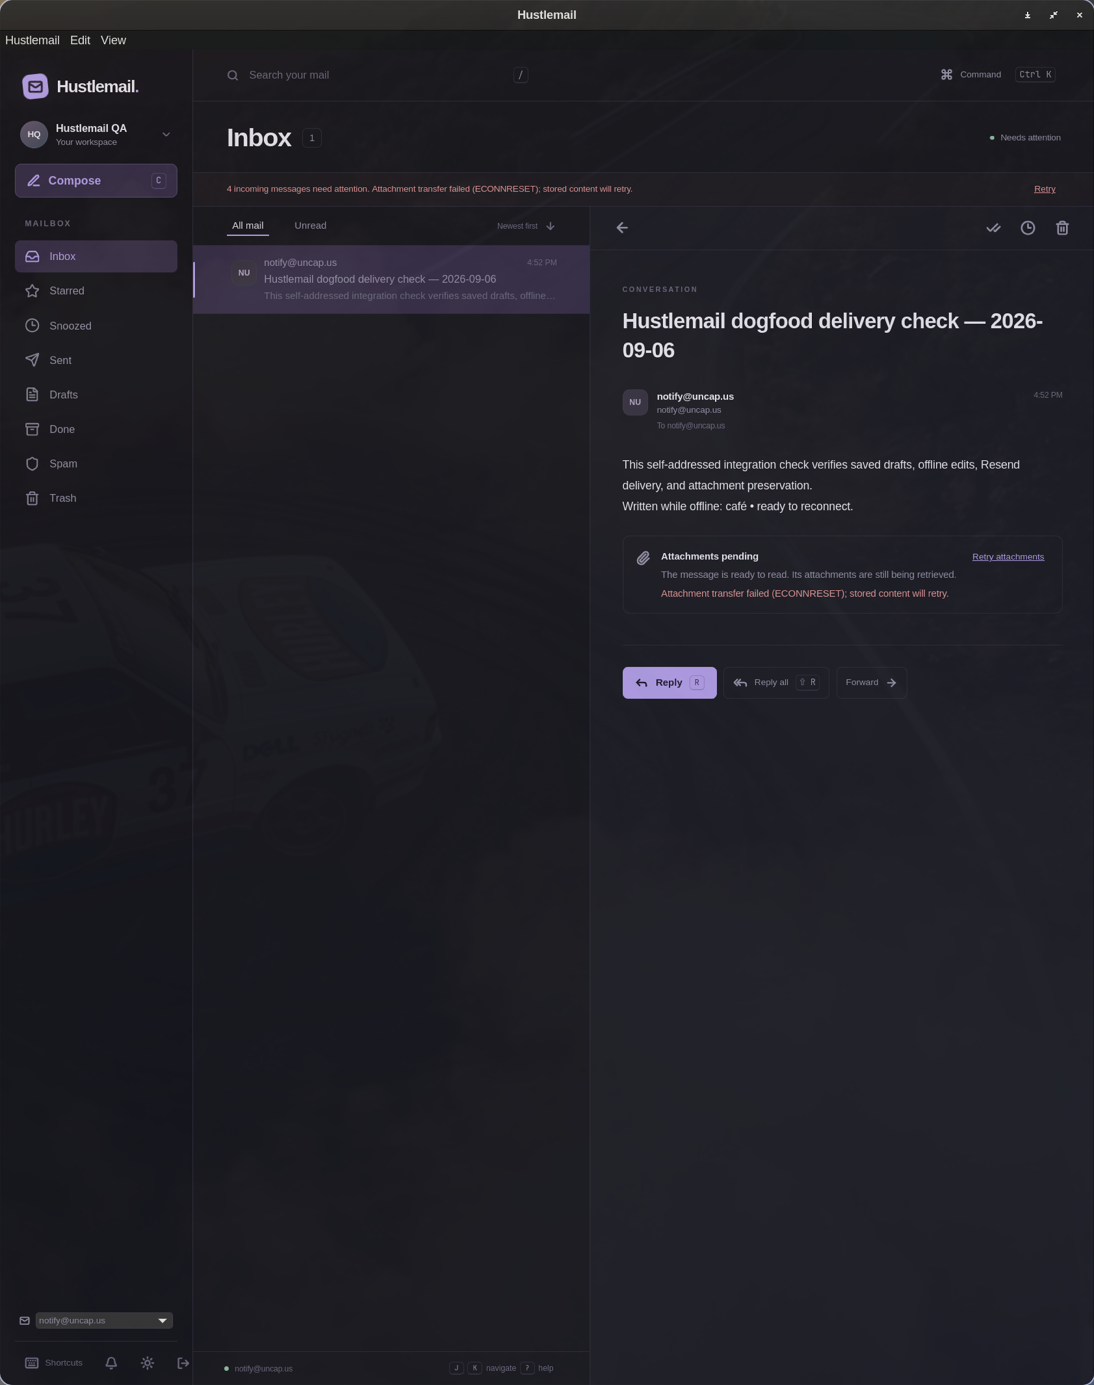 Hustlemail
Hustlemail Edit View
Hustlemail.
HQ
Hustlemail QA
Your workspace
Compose C
MAILBOX
Inbox
Starred
Snoozed
Sent
Drafts
Done
Spam
Trash
notify@uncap.us
Shortcuts
Search your mail /
Command Ctrl K
Inbox 1
Needs attention
4 incoming messages need attention. Attachment transfer failed (ECONNRESET); stored content will retry.
Retry
All mail Unread Newest first
NU
notify@uncap.us 4:52 PM
Hustlemail dogfood delivery check — 2026-09-06
This self-addressed integration check verifies saved drafts, offline...
notify@uncap.us
J K navigate ? help
CONVERSATION
Hustlemail dogfood delivery check — 2026-
09-06
NU
notify@uncap.us 4:52 PM
notify@uncap.us
To notify@uncap.us
This self-addressed integration check verifies saved drafts, offline edits, Resend
delivery, and attachment preservation.
Written while offline: café • ready to reconnect.
Attachments pending Retry attachments
The message is ready to read. Its attachments are still being retrieved.
Attachment transfer failed (ECONNRESET); stored content will retry.
Reply R
Reply all ⇧ R
Forward
37
DELL
37
HURLEY